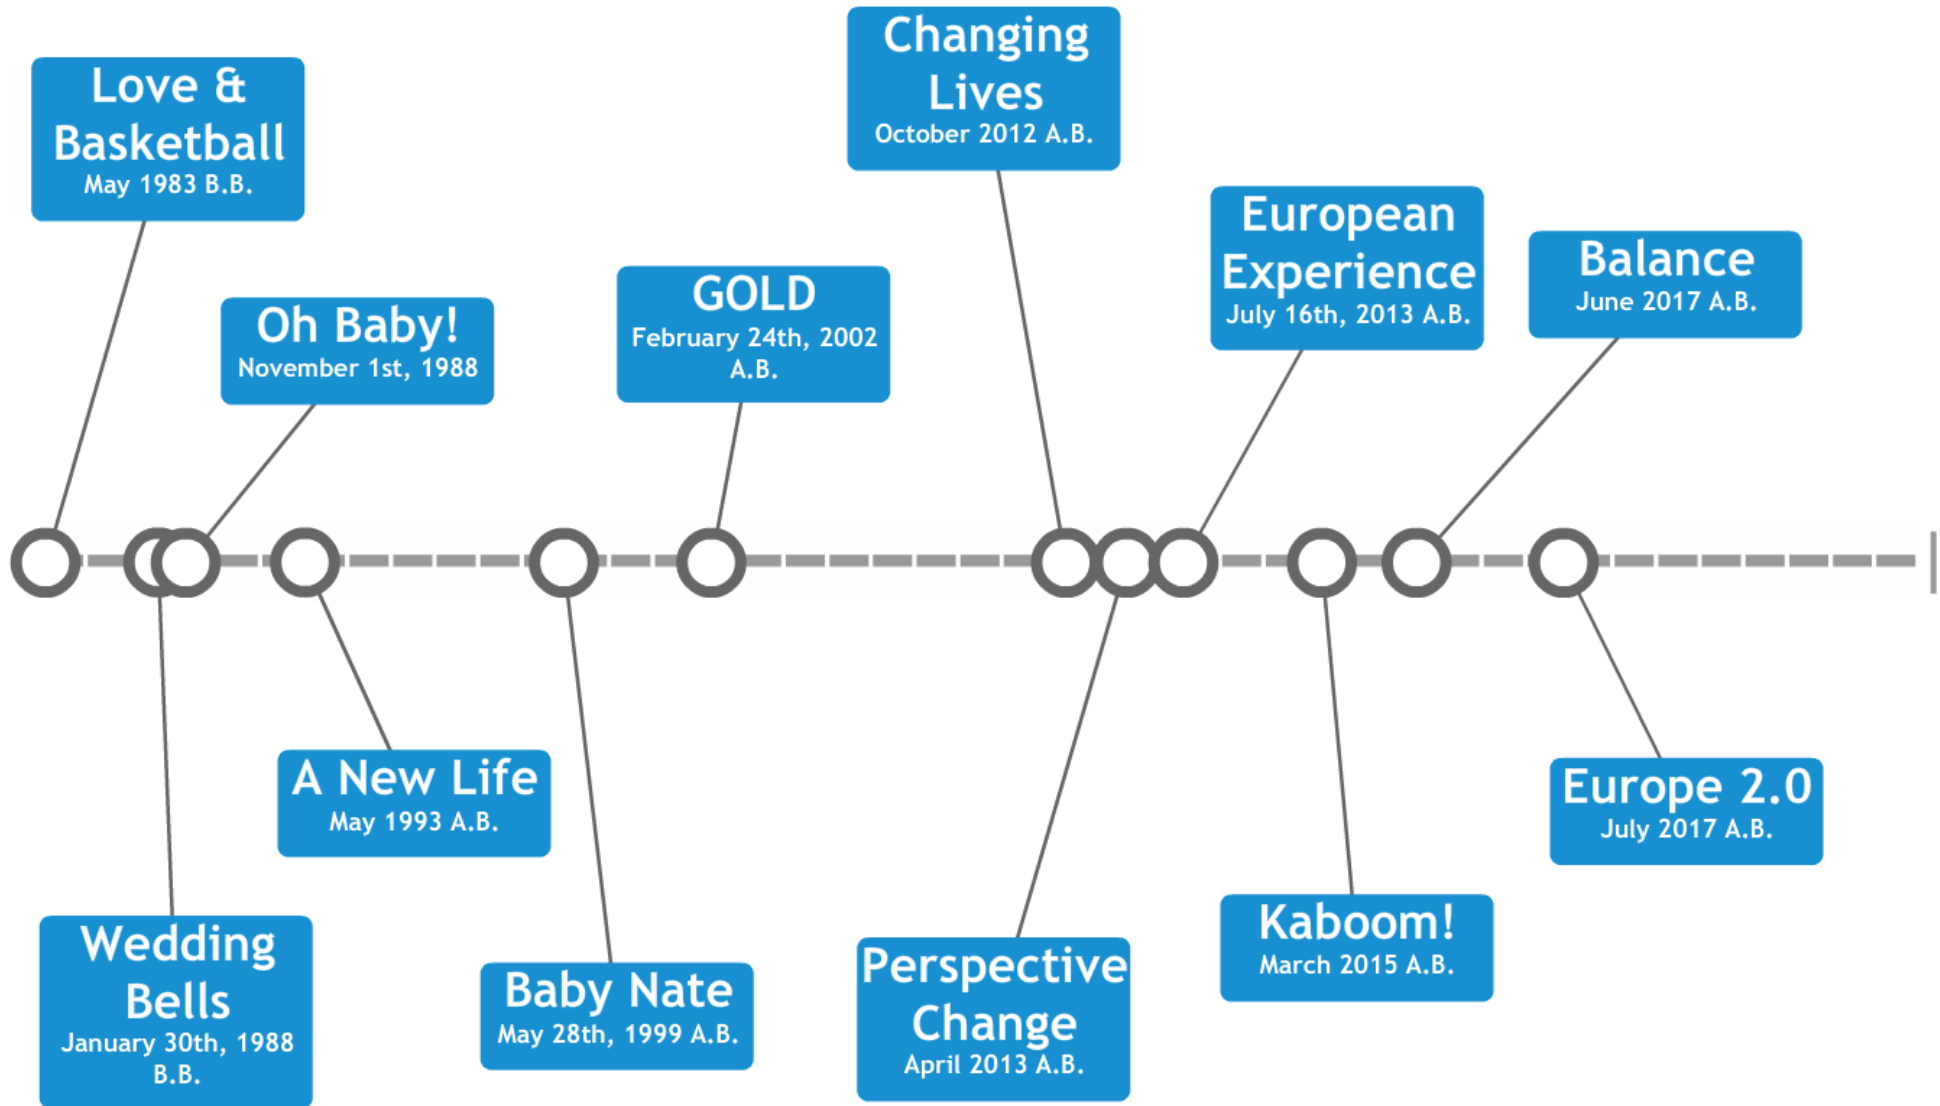 Love &
Basketball
May 1983 B.B.
Wedding
Bells
January 30th, 1988
B.B.
Oh Baby!
November 1st, 1988
A New Life
May 1993 A.B.
Baby Nate
May 28th, 1999 A.B.
GOLD
February 24th, 2002
A.B.
Changing
Lives
October 2012 A.B.
Perspective
Change
April 2013 A.B.
European
Experience
July 16th, 2013 A.B.
Kaboom!
March 2015 A.B.
Balance
June 2017 A.B.
Europe 2.0
July 2017 A.B.